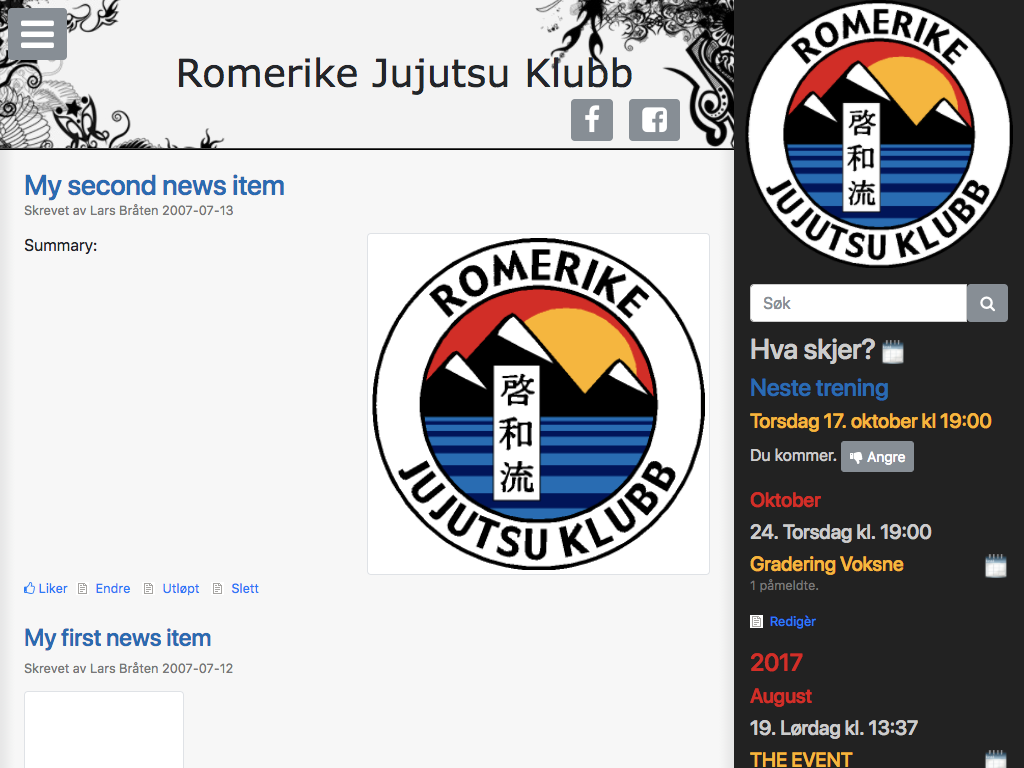 Romerike Jujutsu Klubb
My second news item
Skrevet av Lars Bråten 2007-07-13
Summary:
ROMERIKE
啓和流
JUJUTSU KLUBB
Liker Endre Utløpt Slett
My first news item
Skrevet av Lars Bråten 2007-07-12
ROMERIKE
啓和流
JUJUTSU KLUBB
Søk
Hva skjer?
Neste trening
Torsdag 17. oktober kl 19:00
Du kommer. Angre
Oktober
24. Torsdag kl. 19:00
Gradering Voksne
1 påmeldte.
Redigèr
2017
August
19. Lørdag kl. 13:37
THE EVENT